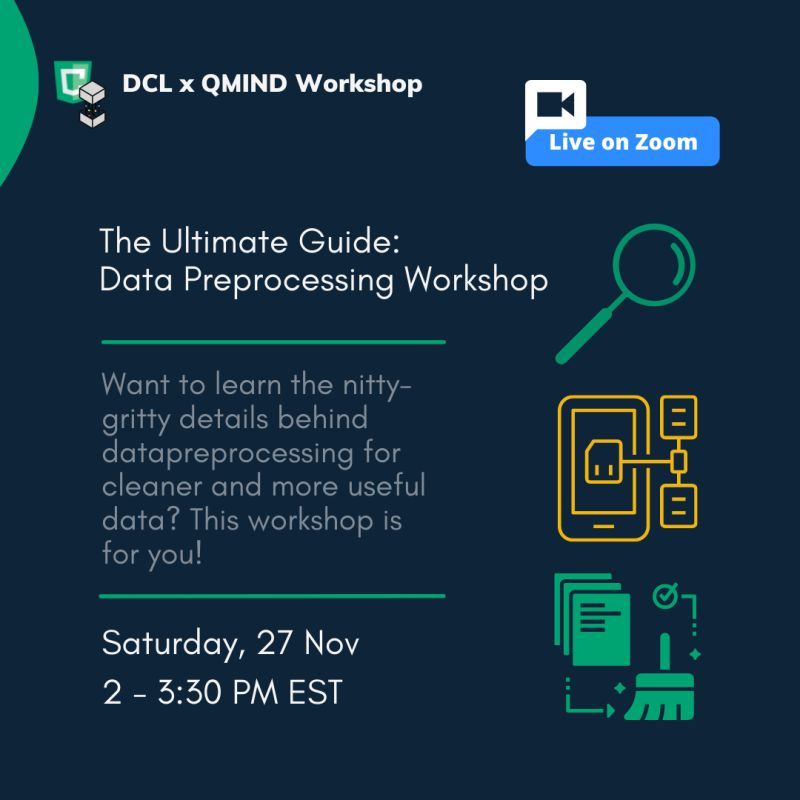 DCL x QMIND Workshop
Live on Zoom
The Ultimate Guide:
Data Preprocessing Workshop
Want to learn the nitty-
gritty details behind
datapreprocessing for
cleaner and more useful
data? This workshop is
for you!
Saturday, 27 Nov
2 - 3:30 PM EST